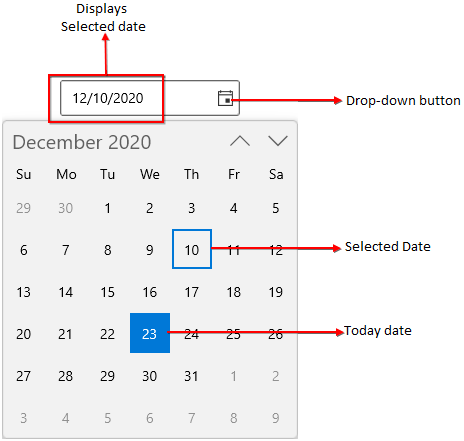 Displays
Selected date
12/10/2020
Drop-down button
December 2020
Su Mo Tu We Th Fr Sa
29 30 1 2 3 4 5
6 7 8 9 10 11 12
Selected Date
13 14 15 16 17 18 19
20 21 22 23 24 25 26
Today date
27 28 29 30 31 1 2
3 4 5 6 7 8 9